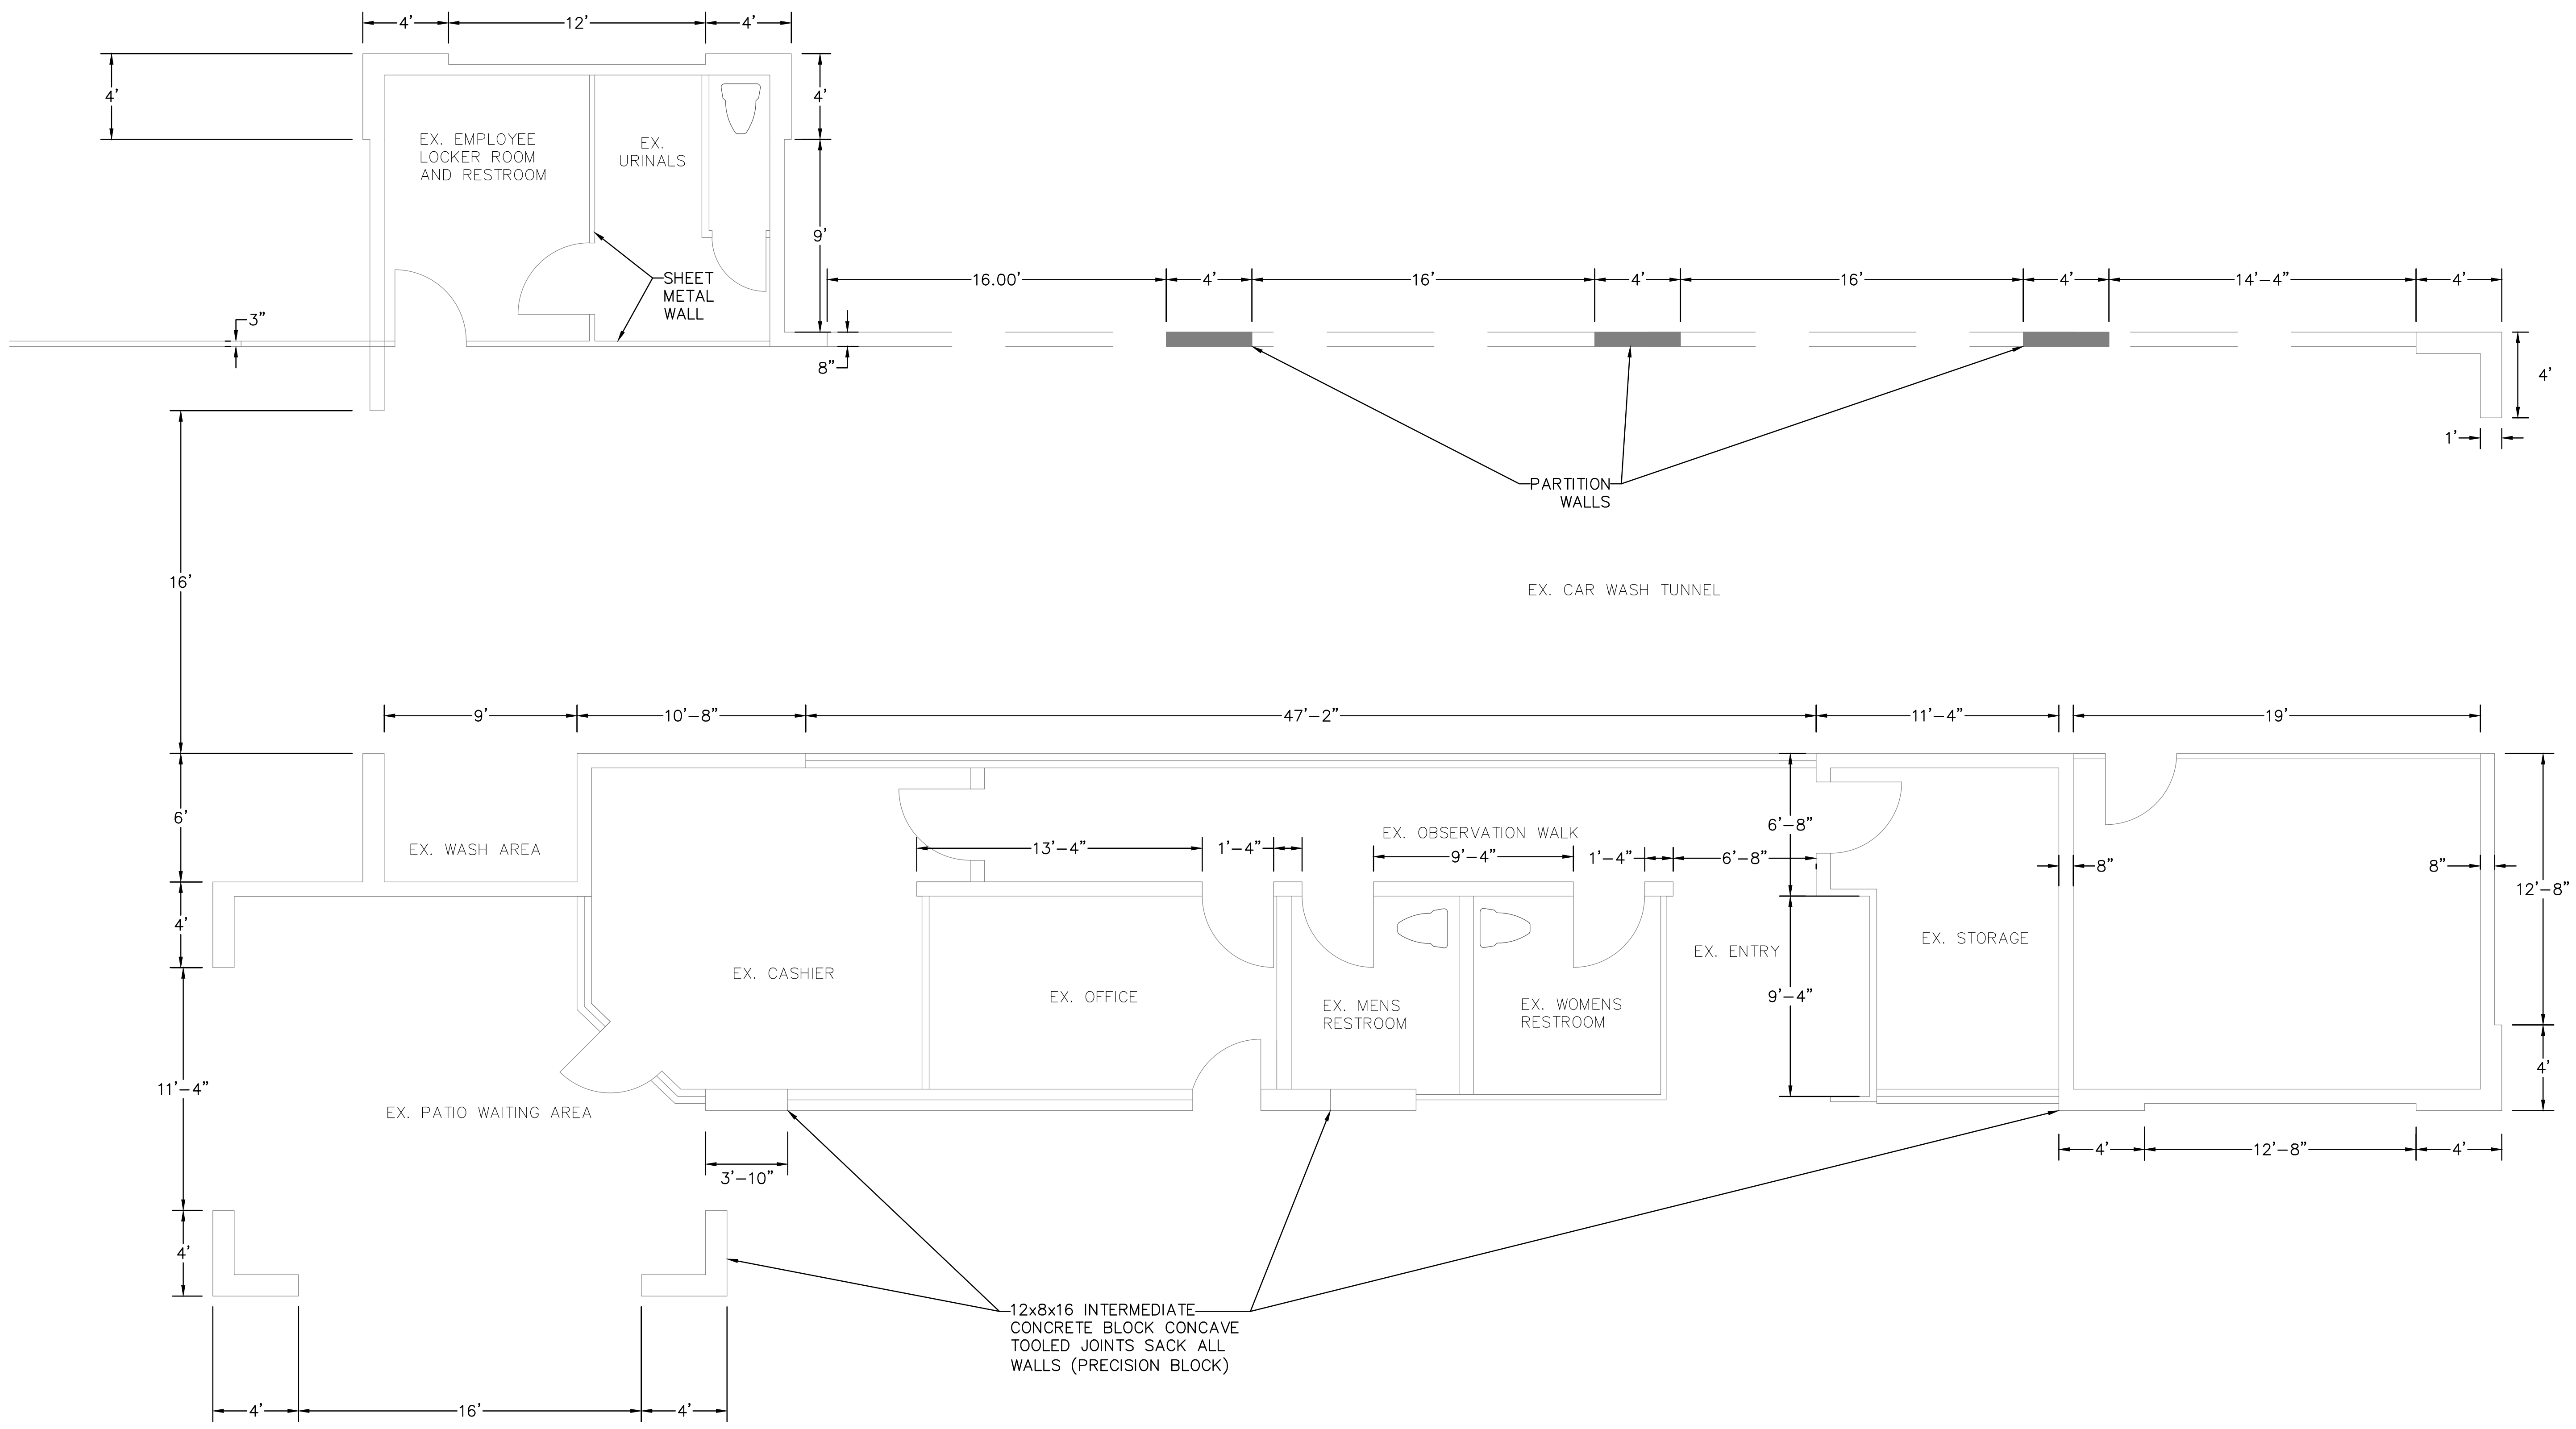 4' 12' 4'
4' 4'
EX. EMPLOYEE
LOCKER ROOM
AND RESTROOM
EX.
URINALS
9'
SHEET
METAL
WALL
16.00' 4' 16' 4' 16' 4' 14'-4" 4'
3"
8"
4'
1'
PARTITION
WALLS
16'
EX. CAR WASH TUNNEL
9' 10'-8" 47'-2" 11'-4" 19'
6'
EX. WASH AREA
EX. OBSERVATION WALK
6'-8"
13'-4" 1'-4" 9'-4" 1'-4" 6'-8"
8" 8"
12'-8"
4'
EX. CASHIER
EX. OFFICE
EX. MENS
RESTROOM
EX. WOMENS
RESTROOM
EX. ENTRY
EX. STORAGE
9'-4"
11'-4"
EX. PATIO WAITING AREA
4'
3'-10"
4' 12'-8" 4'
4'
12x8x16 INTERMEDIATE
CONCRETE BLOCK CONCAVE
TOOLED JOINTS SACK ALL
WALLS (PRECISION BLOCK)
4' 16' 4'